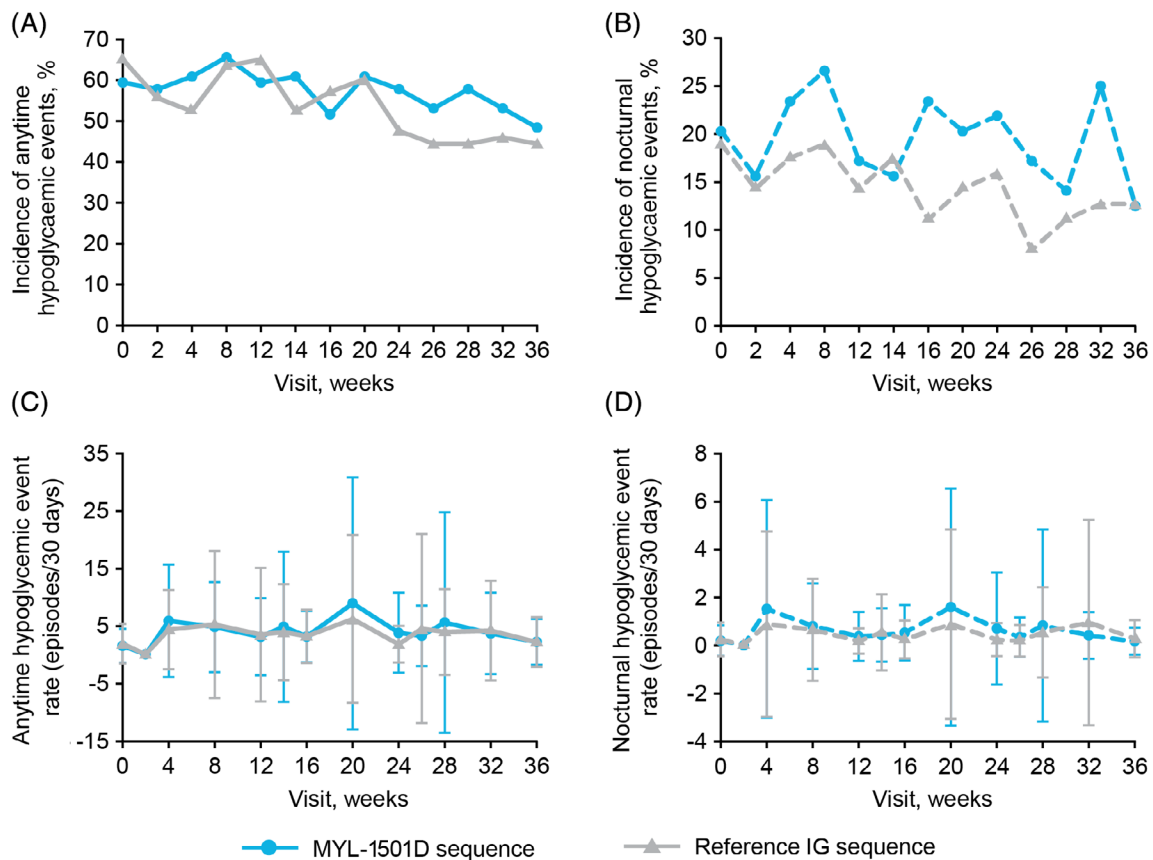 (A)
Incidence of anytime
hypoglycaemic events, %
70
60
50
40
30
20
10
0
0 2 4 8 12 14 16 20 24 26 28 32 36
Visit, weeks
(B)
Incidence of nocturnal
hypoglycaemic events, %
30
25
20
15
10
5
0
0 2 4 8 12 14 16 20 24 26 28 32 36
Visit, weeks
(C)
Anytime hypoglycemic event
rate (episodes/30 days)
35
25
15
5
-5
-15
0 4 8 12 16 20 24 28 32 36
Visit, weeks
(D)
Nocturnal hypoglycemic event
rate (episodes/30 days)
8
6
4
2
0
-2
-4
0 4 8 12 16 20 24 28 32 36
Visit, weeks
MYL-1501D sequence
Reference IG sequence